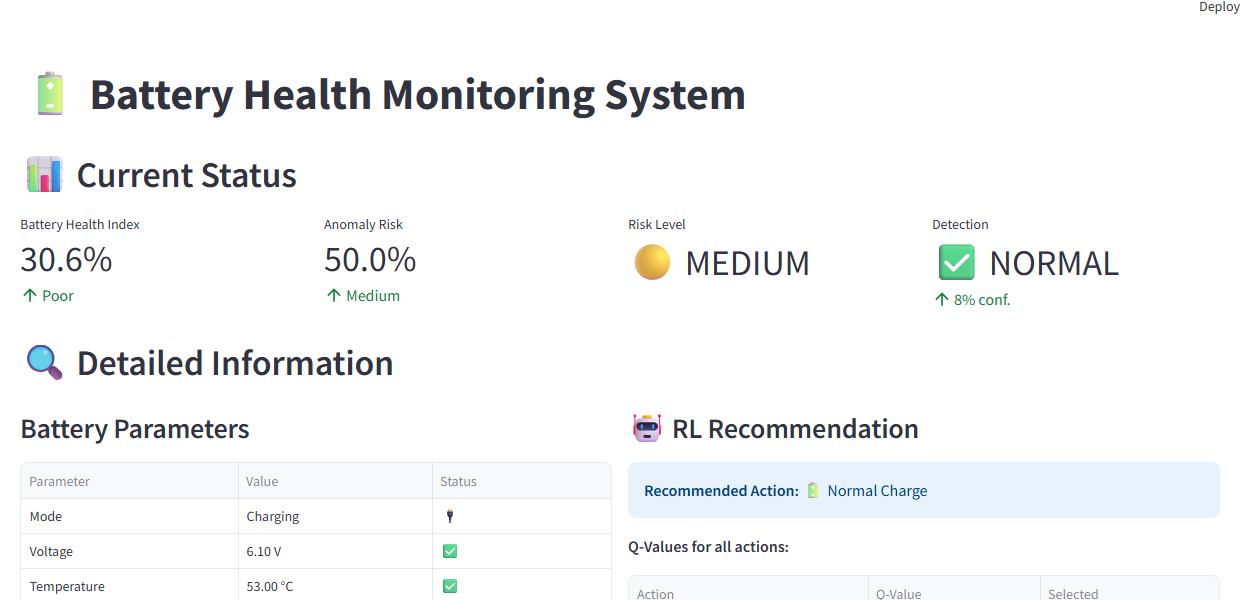 Deploy
Battery Health Monitoring System
Current Status
Battery Health Index
30.6%
↑ Poor
Anomaly Risk
50.0%
↑ Medium
Risk Level
MEDIUM
Detection
NORMAL
↑ 8% conf.
Detailed Information
Battery Parameters
Parameter Value Status
Mode Charging
Voltage 6.10 V
Temperature 53.00 °C
RL Recommendation
Recommended Action: Normal Charge
Q-Values for all actions:
Action Q-Value Selected